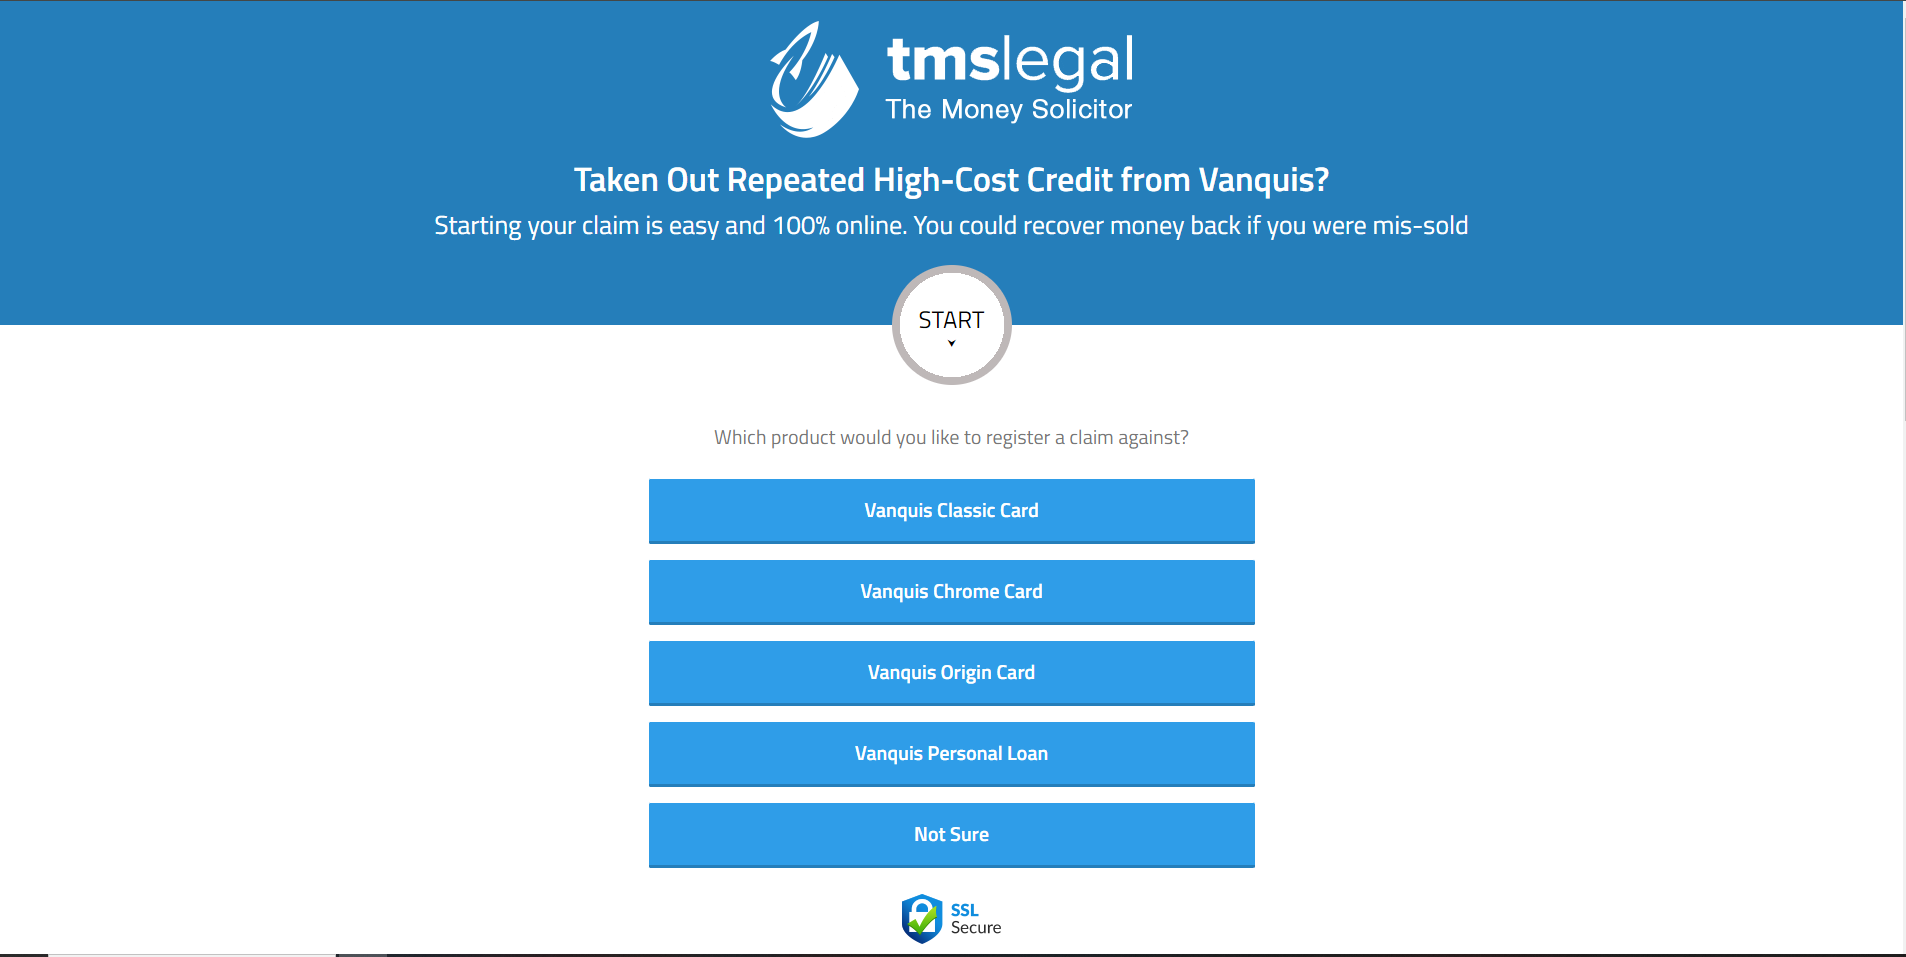 tmslegal
The Money Solicitor
Taken Out Repeated High-Cost Credit from Vanquis?
Starting your claim is easy and 100% online. You could recover money back if you were mis-sold
START
Which product would you like to register a claim against?
Vanquis Classic Card
Vanquis Chrome Card
Vanquis Origin Card
Vanquis Personal Loan
Not Sure
SSL
Secure